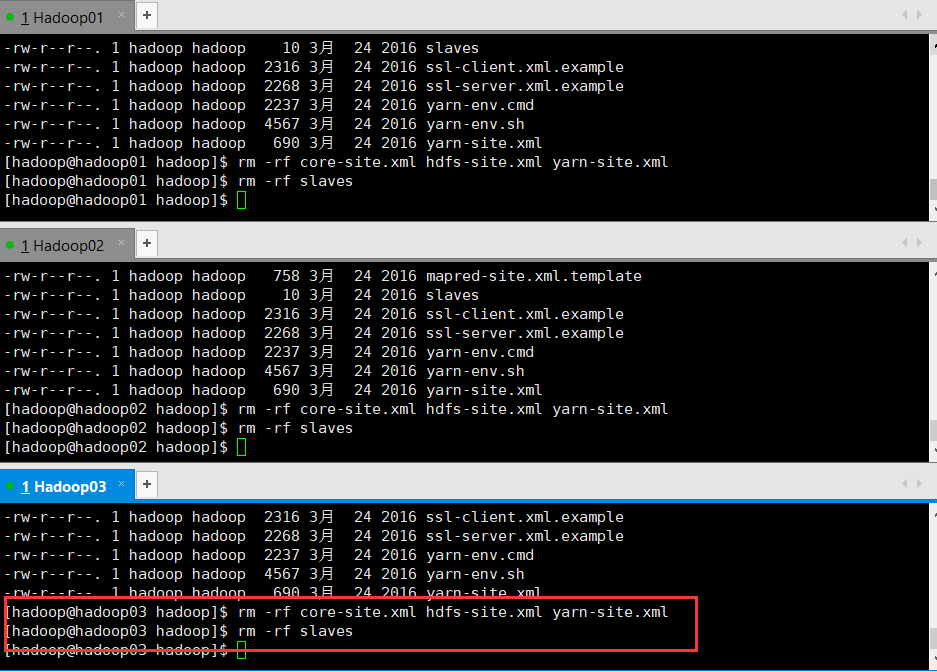 1 Hadoop01 × +
-rw-r--r--. 1 hadoop hadoop    10 3月  24 2016 slaves
-rw-r--r--. 1 hadoop hadoop  2316 3月  24 2016 ssl-client.xml.example
-rw-r--r--. 1 hadoop hadoop  2268 3月  24 2016 ssl-server.xml.example
-rw-r--r--. 1 hadoop hadoop  2237 3月  24 2016 yarn-env.cmd
-rw-r--r--. 1 hadoop hadoop  4567 3月  24 2016 yarn-env.sh
-rw-r--r--. 1 hadoop hadoop   690 3月  24 2016 yarn-site.xml
[hadoop@hadoop01 hadoop]$ rm -rf core-site.xml hdfs-site.xml yarn-site.xml
[hadoop@hadoop01 hadoop]$ rm -rf slaves
[hadoop@hadoop01 hadoop]$
1 Hadoop02 × +
-rw-r--r--. 1 hadoop hadoop   758 3月  24 2016 mapred-site.xml.template
-rw-r--r--. 1 hadoop hadoop    10 3月  24 2016 slaves
-rw-r--r--. 1 hadoop hadoop  2316 3月  24 2016 ssl-client.xml.example
-rw-r--r--. 1 hadoop hadoop  2268 3月  24 2016 ssl-server.xml.example
-rw-r--r--. 1 hadoop hadoop  2237 3月  24 2016 yarn-env.cmd
-rw-r--r--. 1 hadoop hadoop  4567 3月  24 2016 yarn-env.sh
-rw-r--r--. 1 hadoop hadoop   690 3月  24 2016 yarn-site.xml
[hadoop@hadoop02 hadoop]$ rm -rf core-site.xml hdfs-site.xml yarn-site.xml
[hadoop@hadoop02 hadoop]$ rm -rf slaves
[hadoop@hadoop02 hadoop]$
1 Hadoop03 × +
-rw-r--r--. 1 hadoop hadoop  2316 3月  24 2016 ssl-client.xml.example
-rw-r--r--. 1 hadoop hadoop  2268 3月  24 2016 ssl-server.xml.example
-rw-r--r--. 1 hadoop hadoop  2237 3月  24 2016 yarn-env.cmd
-rw-r--r--. 1 hadoop hadoop  4567 3月  24 2016 yarn-env.sh
-rw-r--r--. 1 hadoop hadoop   690 3月  24 2016 yarn-site.xml
[hadoop@hadoop03 hadoop]$ rm -rf core-site.xml hdfs-site.xml yarn-site.xml
[hadoop@hadoop03 hadoop]$ rm -rf slaves
[hadoop@hadoop03 hadoop]$